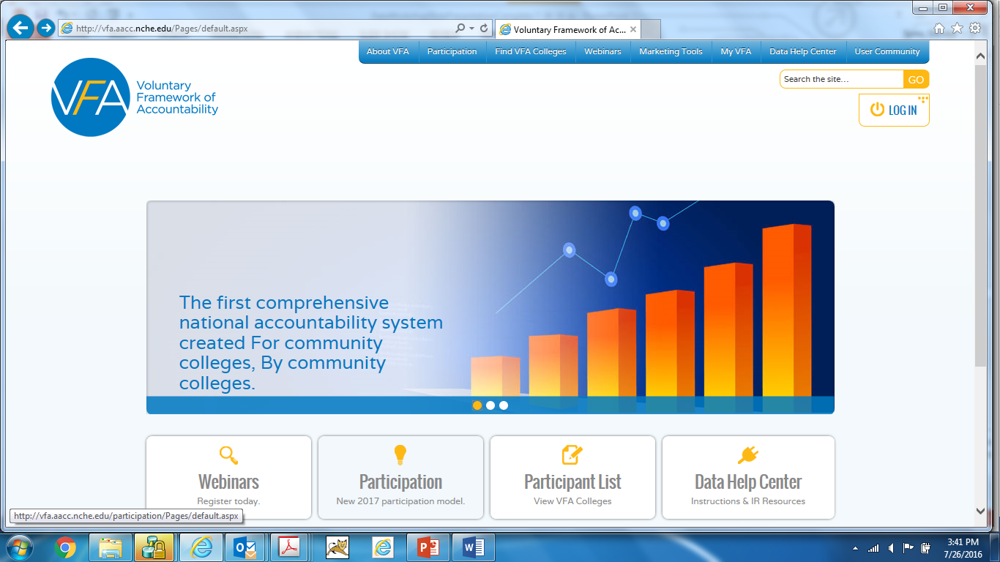 http://vfa.aacc.nche.edu/Pages/default.aspx
Voluntary Framework of Ac...
About VFA
Participation
Find VFA Colleges
Webinars
Marketing Tools
My VFA
Data Help Center
User Community
VFA
Voluntary
Framework of
Accountability
Search the site...
GO
LOG IN
The first comprehensive
national accountability system
created For community
colleges, By community
colleges.
Webinars
Register today.
Participation
New 2017 participation model.
Participant List
View VFA Colleges
Data Help Center
Instructions & IR Resources
http://vfa.aacc.nche.edu/participation/Pages/default.aspx
3:41 PM
7/26/2016